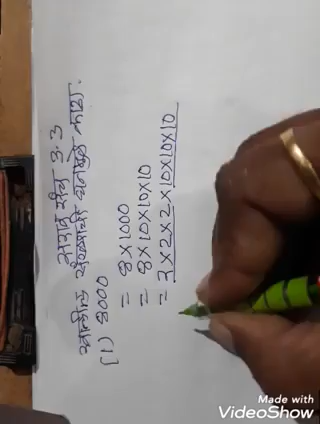 सराव संच 3.3
खालील संख्यांची घनमुळे काढा.
(1) 8000
= 8×1000
= 8×10×10×10
= 2×2×2×10×10×10
Made with
VideoShow